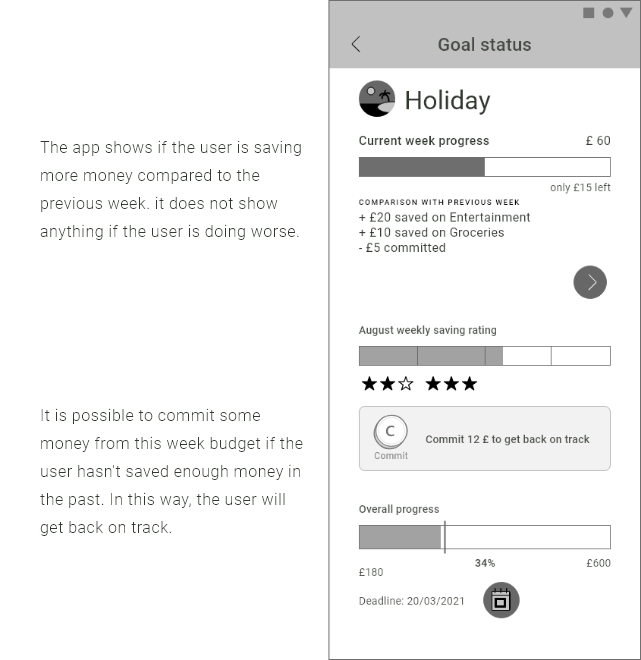 Goal status
Holiday
The app shows if the user is saving
more money compared to the
previous week. it does not show
anything if the user is doing worse.
Current week progress £ 60
only £15 left
COMPARISON WITH PREVIOUS WEEK
+ £20 saved on Entertainment
+ £10 saved on Groceries
- £5 committed
August weekly saving rating
It is possible to commit some
money from this week budget if the
user hasn't saved enough money in
the past. In this way, the user will
get back on track.
C
Commit
Commit 12 £ to get back on track
Overall progress
34%
£180 £600
Deadline: 20/03/2021